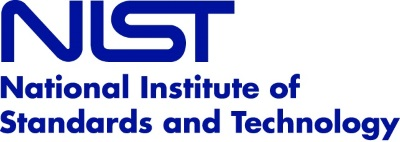 NIST
National Institute of
Standards and Technology